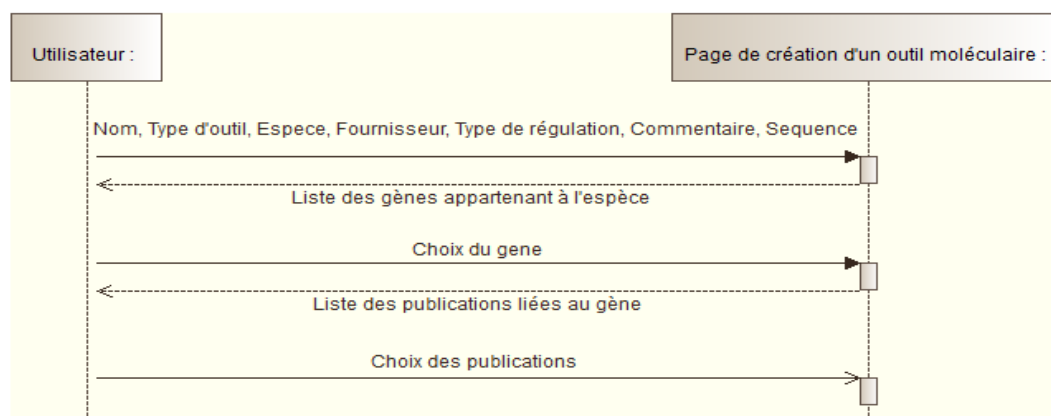 Utilisateur :
Page de création d'un outil moléculaire :
Nom, Type d'outil, Espece, Fournisseur, Type de régulation, Commentaire, Sequence
Liste des gènes appartenant à l'espèce
Choix du gene
Liste des publications liées au gène
Choix des publications